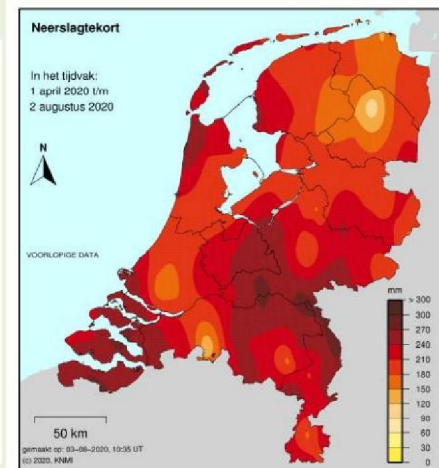 Neerslagtekort
In het tijdvak:
1 april 2020 t/m
2 augustus 2020
N
VOORLOPIGE DATA
mm
> 300
300
270
240
210
180
150
120
90
60
30
0
50 km
gemaakt op: 03-08-2020, 10:35 UT
(c) 2020, KNMI